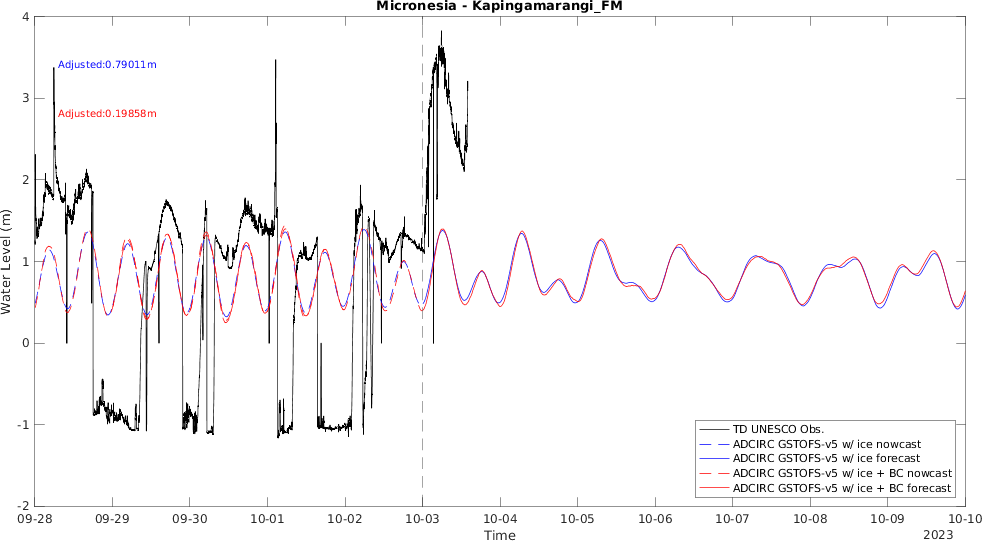 Micronesia - Kapingamarangi_FM
4
3
2
1
0
-1
-2
Water Level (m)
Adjusted:0.79011m
Adjusted:0.19858m
TD UNESCO Obs.
ADCIRC GSTOFS-v5 w/ ice nowcast
ADCIRC GSTOFS-v5 w/ ice forecast
ADCIRC GSTOFS-v5 w/ ice + BC nowcast
ADCIRC GSTOFS-v5 w/ ice + BC forecast
09-28 09-29 09-30 10-01 10-02 10-03 10-04 10-05 10-06 10-07 10-08 10-09 10-10
Time
2023